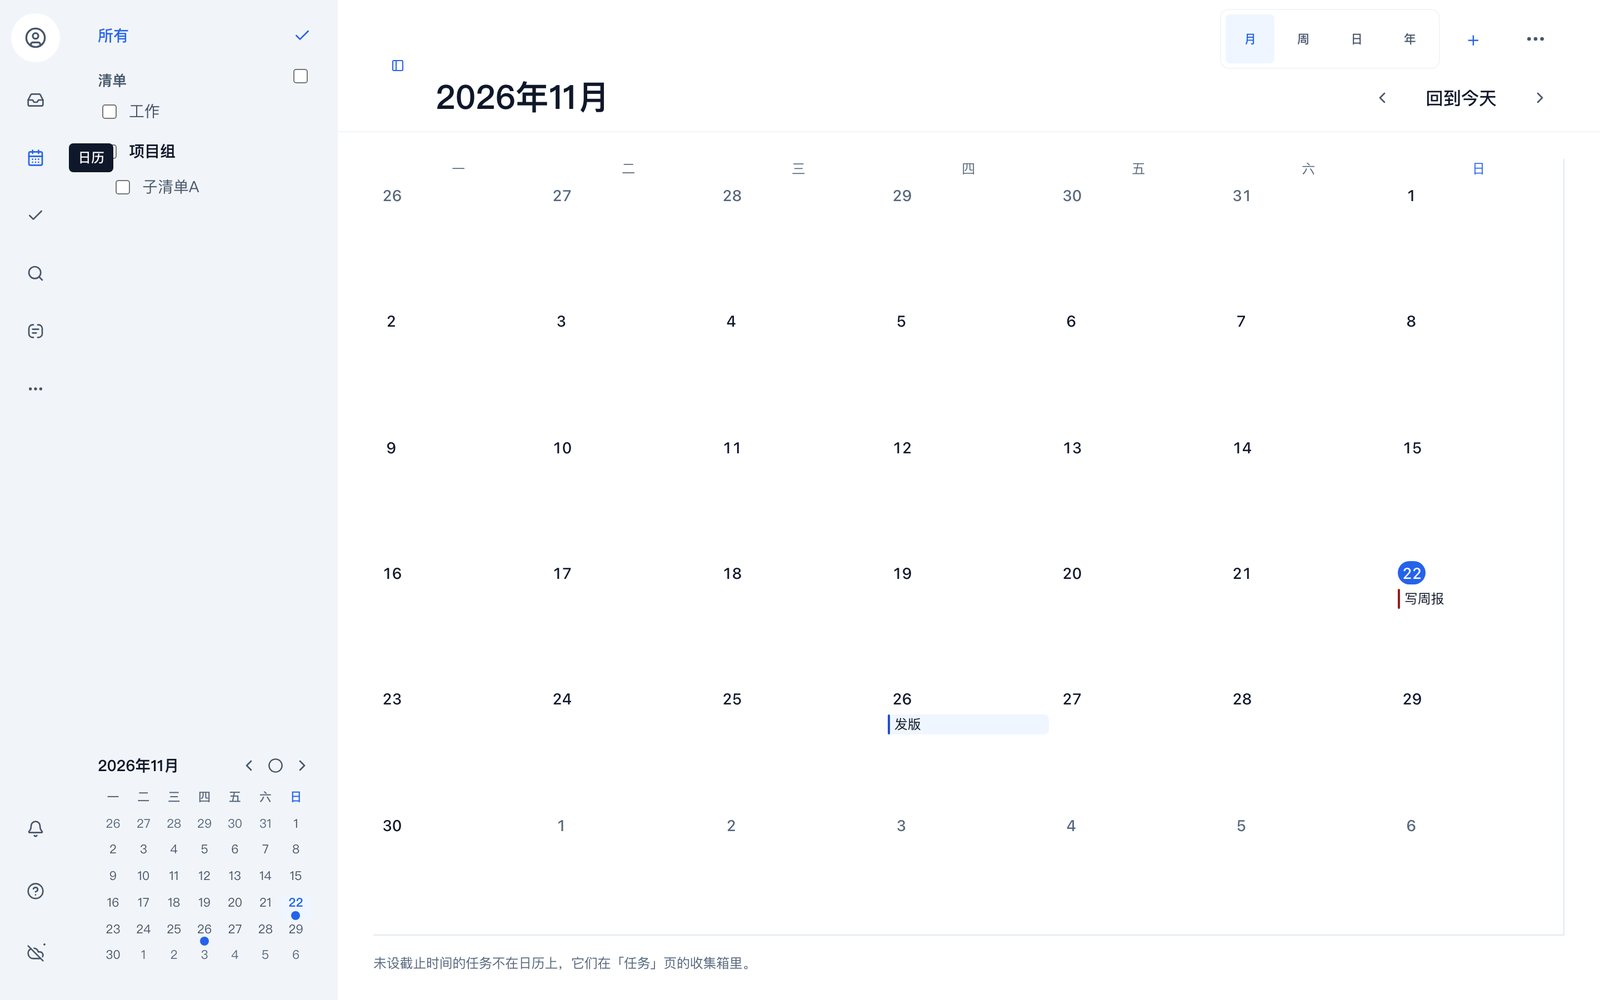 所有
清单
工作
日历
项目组
子清单A
2026年11月
一 二 三 四 五 六 日
26 27 28 29 30 31 1
2 3 4 5 6 7 8
9 10 11 12 13 14 15
16 17 18 19 20 21 22
23 24 25 26 27 28 29
30 1 2 3 4 5 6
月 周 日 年
2026年11月
回到今天
一 二 三 四 五 六 日
26 27 28 29 30 31 1
2 3 4 5 6 7 8
9 10 11 12 13 14 15
16 17 18 19 20 21 22
写周报
23 24 25 26 27 28 29
发版
30 1 2 3 4 5 6
未设截止时间的任务不在日历上，它们在「任务」页的收集箱里。